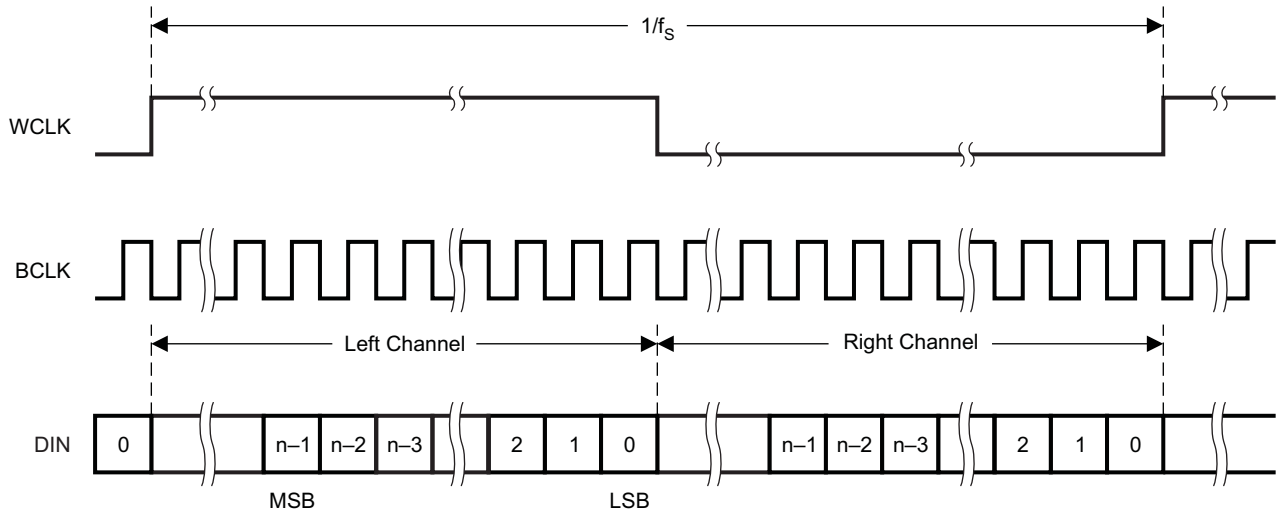 1/fS
WCLK
BCLK
Left Channel Right Channel
DIN 0 n–1 n–2 n–3 2 1 0 n–1 n–2 n–3 2 1 0
MSB LSB